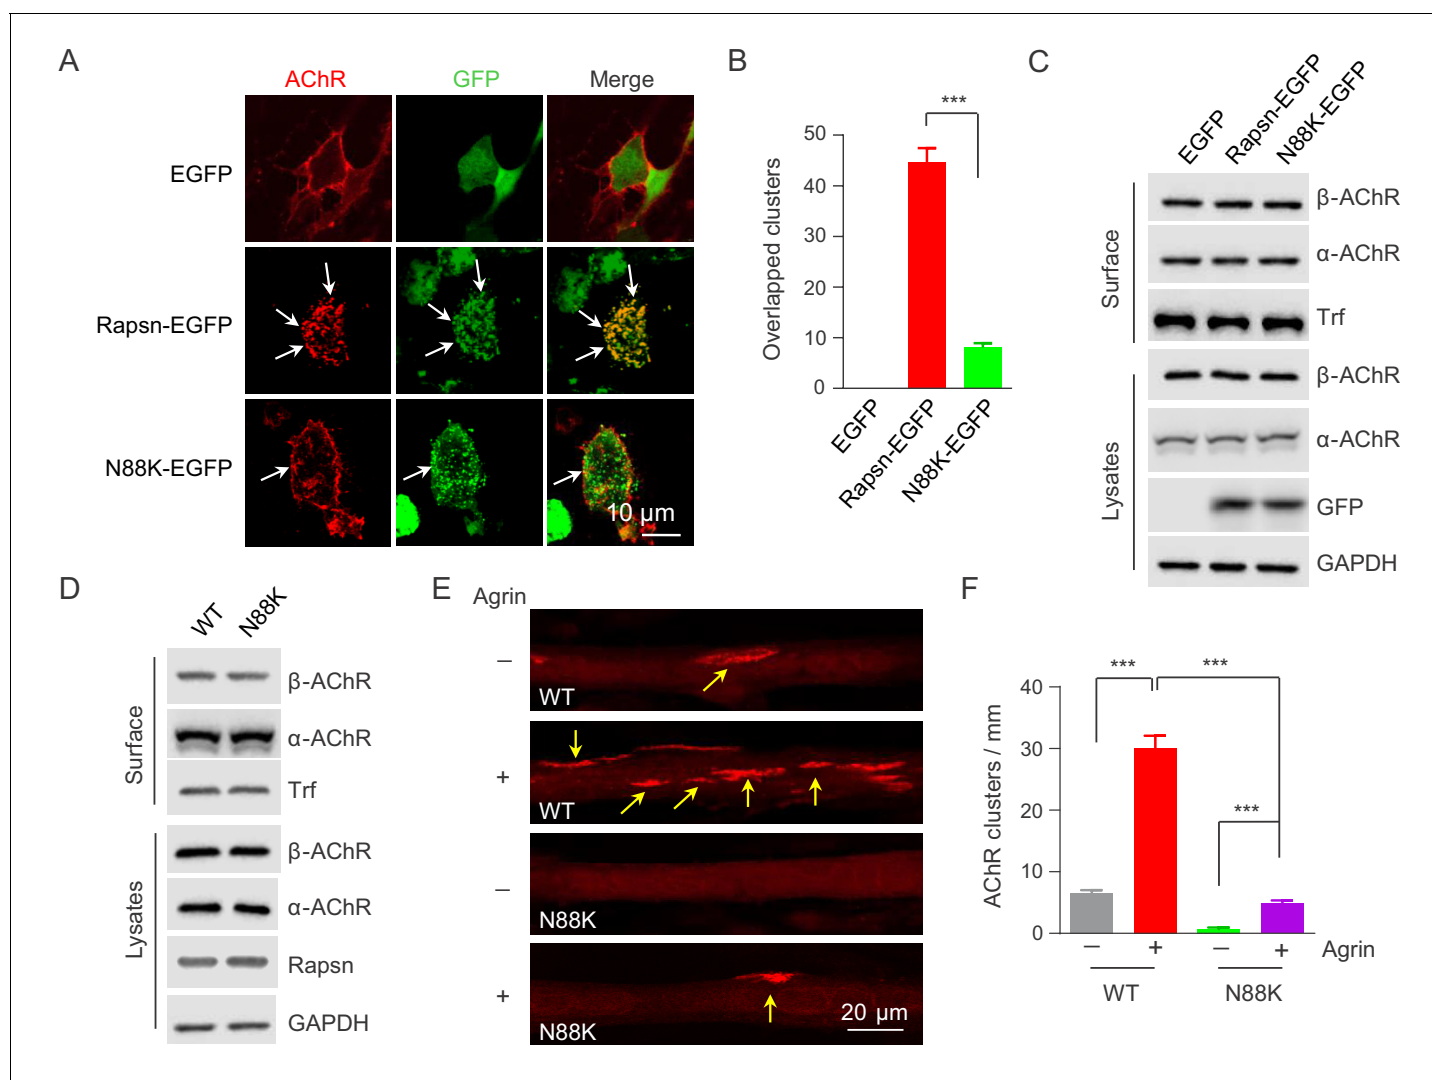 A
AChR GFP Merge
EGFP
Rapsn-EGFP
N88K-EGFP
10 μm
B
***
Overlapped clusters
50
40
30
20
10
0
EGFP
Rapsn-EGFP
N88K-EGFP
C
EGFP
Rapsn-EGFP
N88K-EGFP
Surface
β-AChR
α-AChR
Trf
Lysates
β-AChR
α-AChR
GFP
GAPDH
D
WT
N88K
Surface
β-AChR
α-AChR
Trf
Lysates
β-AChR
α-AChR
Rapsn
GAPDH
E
Agrin
–
WT
+
WT
–
N88K
+
N88K
20 μm
F
*** ***
***
AChR clusters / mm
40
30
20
10
0
– + – + Agrin
WT N88K